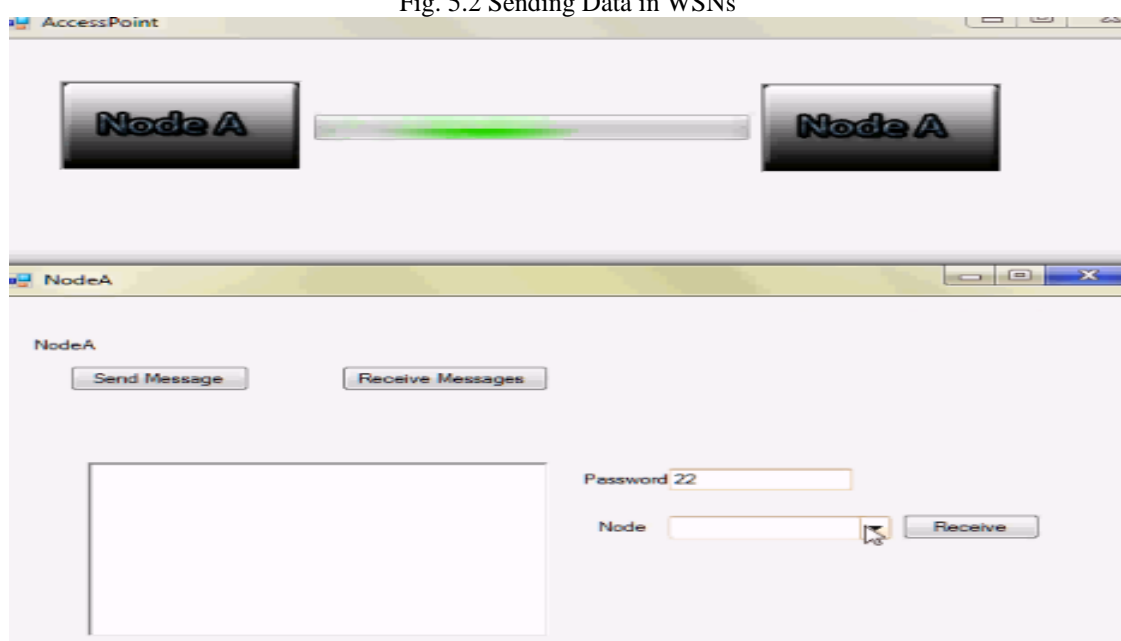 Fig. 5.2 Sending Data in WSNs
AccessPoint
Node A Node A
NodeA
NodeA
Send Message Receive Messages
Password 22
Node Receive